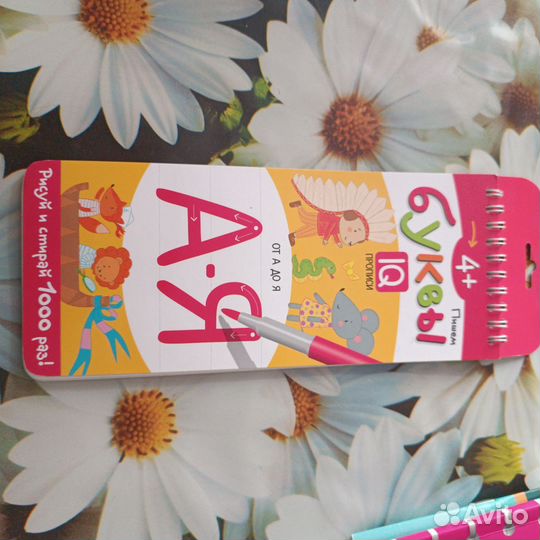 4+
Пишем
буквы
IQ
ПРОПИСИ
ОТ А ДО Я
А-Я
Рисуй и стирай 1000 раз!
Avito